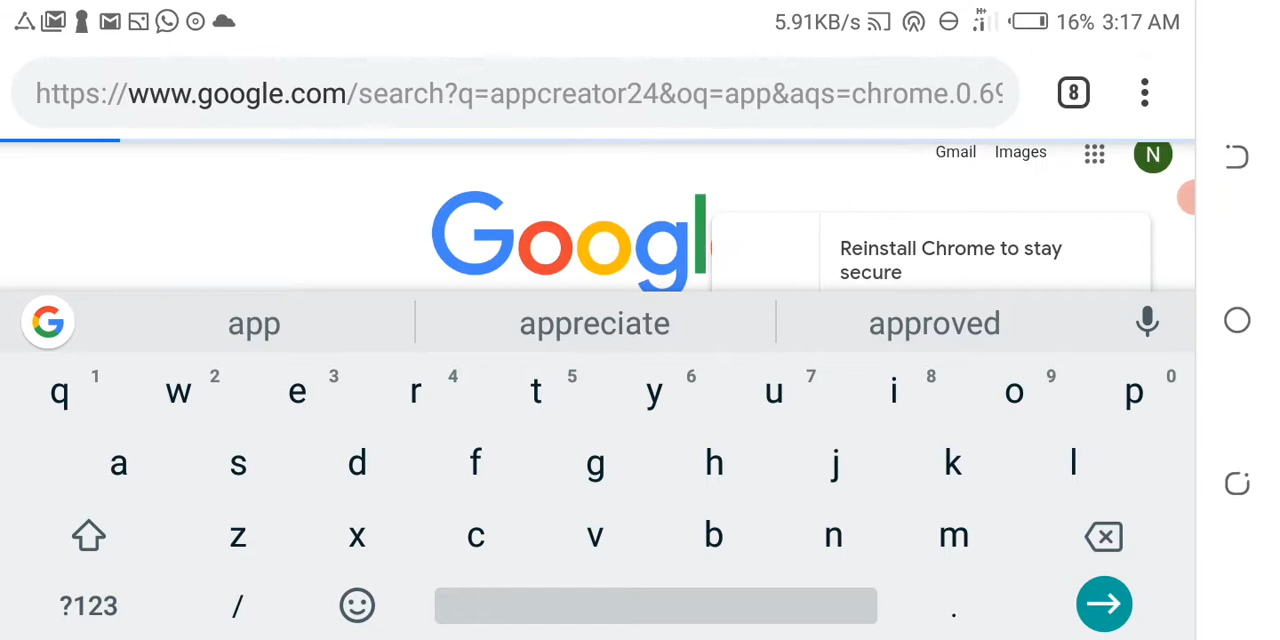 5.91KB/s H+ 16% 3:17 AM
https://www.google.com/search?q=appcreator24&oq=app&aqs=chrome.0.69
8
Gmail Images N
Googl
Reinstall Chrome to stay
secure
G app appreciate approved
q 1 w 2 e 3 r 4 t 5 y 6 u 7 i 8 o 9 p 0
a s d f g h j k l
z x c v b n m
?123 / .